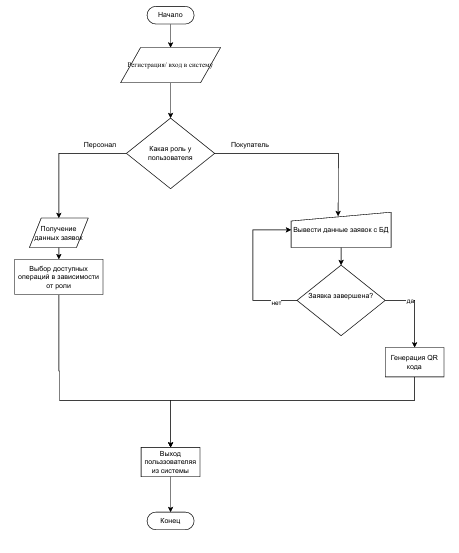 Начало
Регистрация/ вход в систему
Какая роль у
пользователя
Персонал
Покупатель
Получение
данных заявок
Выбор доступных
операций в зависимости
от роли
Вывести данные заявок с БД
Заявка завершена?
нет
да
Генерация QR
кода
Выход
пользователя
из системы
Конец